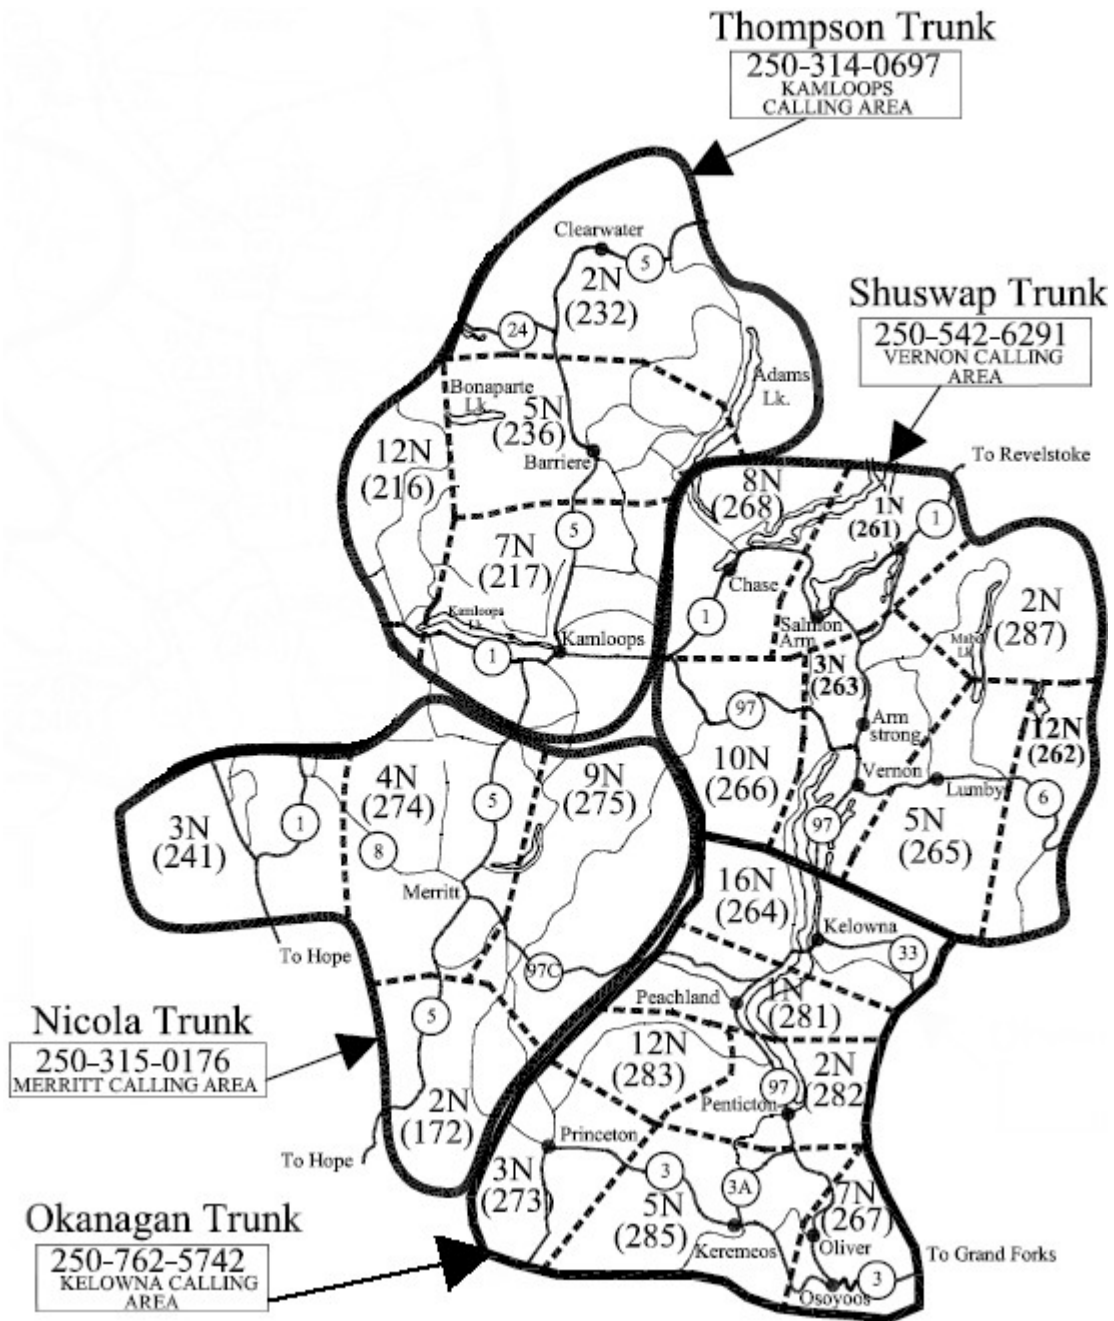 Thompson Trunk
250-314-0697
KAMLOOPS
CALLING AREA
Clearwater
5
2N
(232)
24
Shuswap Trunk
250-542-6291
VERNON CALLING
AREA
Bonaparte
Lk.
Adams
Lk.
5N
(236)
Barriere
12N
(216)
To Revelstoke
8N
(268)
1N
(261)
1
5
7N
(217)
Chase
2N
(287)
Kamloops
Lk.
Kamloops
1
1
Salmon
Arm
Mabel
Lk.
3N
(263)
97
Arm
strong
12N
(262)
10N
(266)
Vernon
Lumby
6
4N
(274)
5
9N
(275)
3N
(241)
1
8
97
5N
(265)
Merritt
16N
(264)
Kelowna
33
To Hope
97C
Peachland
1N
(281)
Nicola Trunk
250-315-0176
MERRITT CALLING AREA
5
12N
(283)
2N
(282)
97
Penticton
2N
(172)
To Hope
Princeton
3
3A
3N
(273)
5N
(285)
7N
(267)
Keremeos
Oliver
To Grand Forks
3
Osoyoos
Okanagan Trunk
250-762-5742
KELOWNA CALLING
AREA